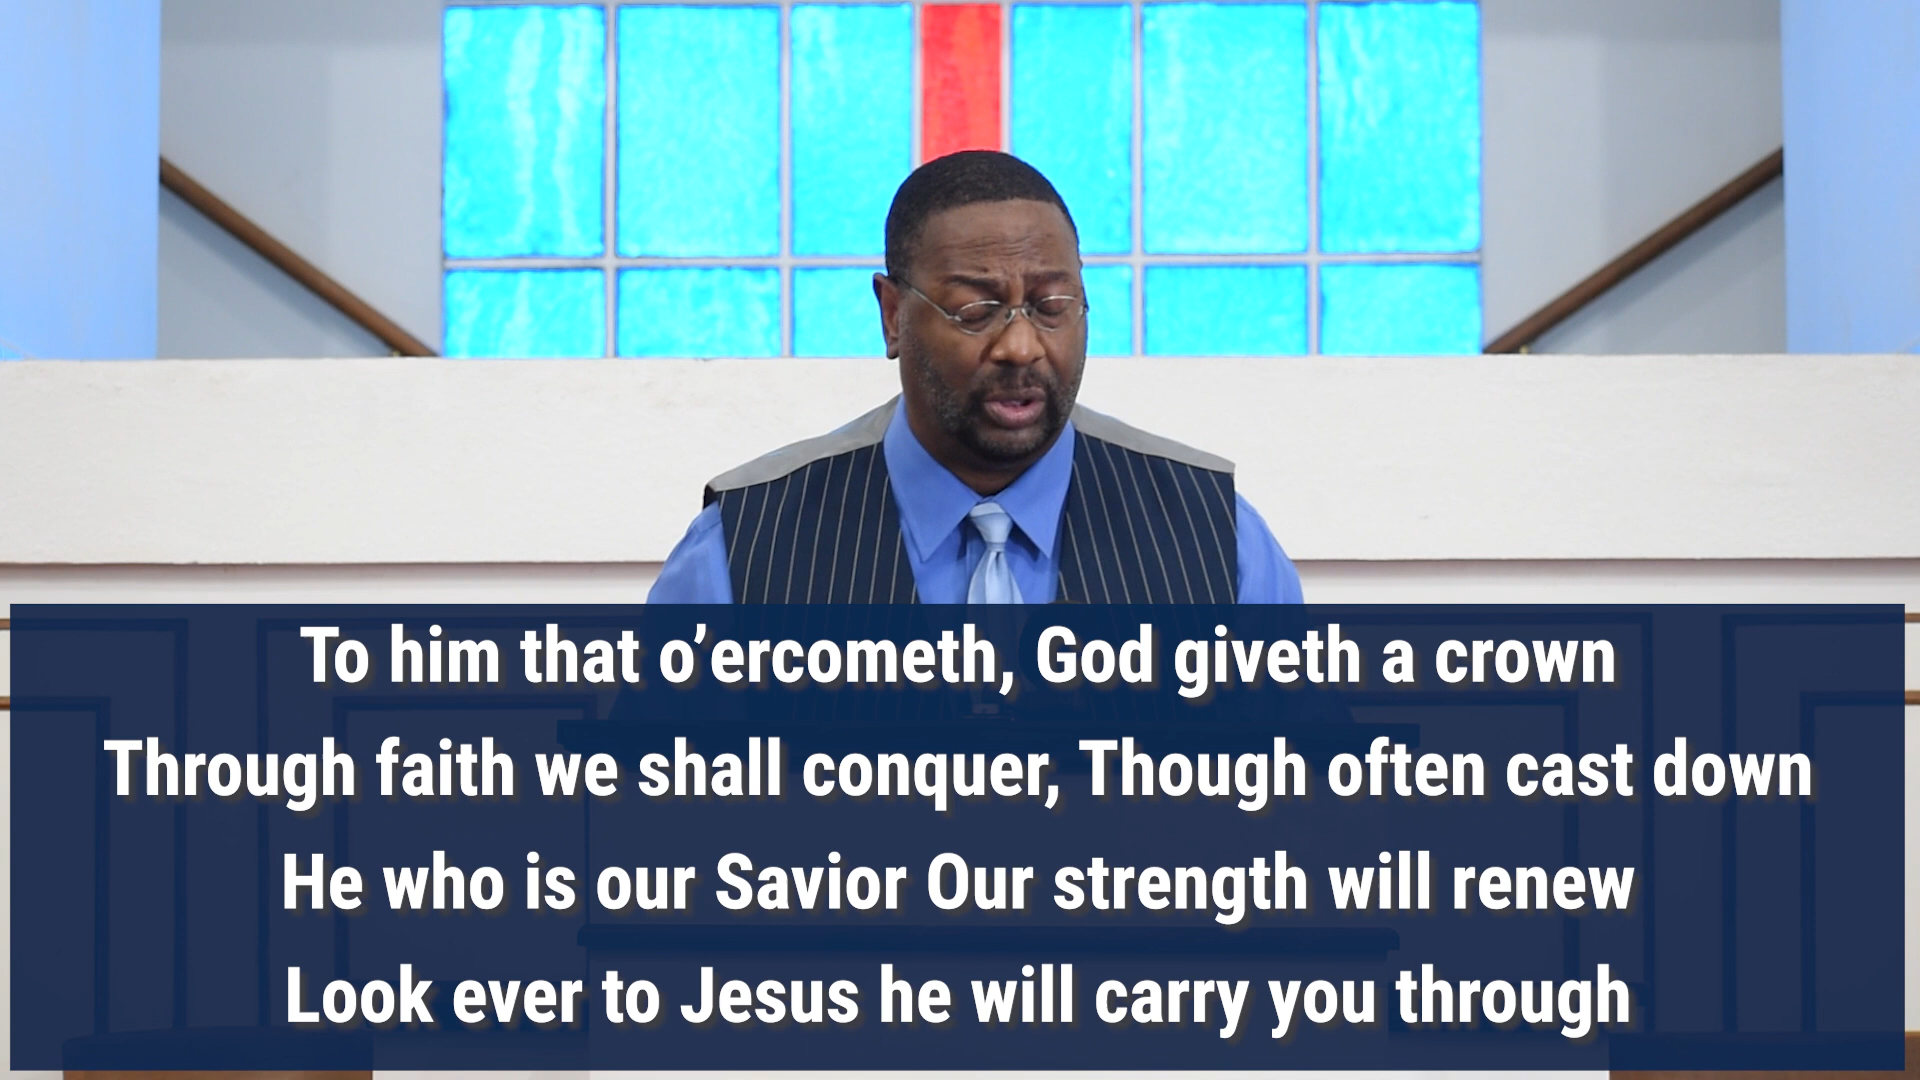 To him that o’ercometh, God giveth a crown
Through faith we shall conquer, Though often cast down
He who is our Savior Our strength will renew
Look ever to Jesus he will carry you through